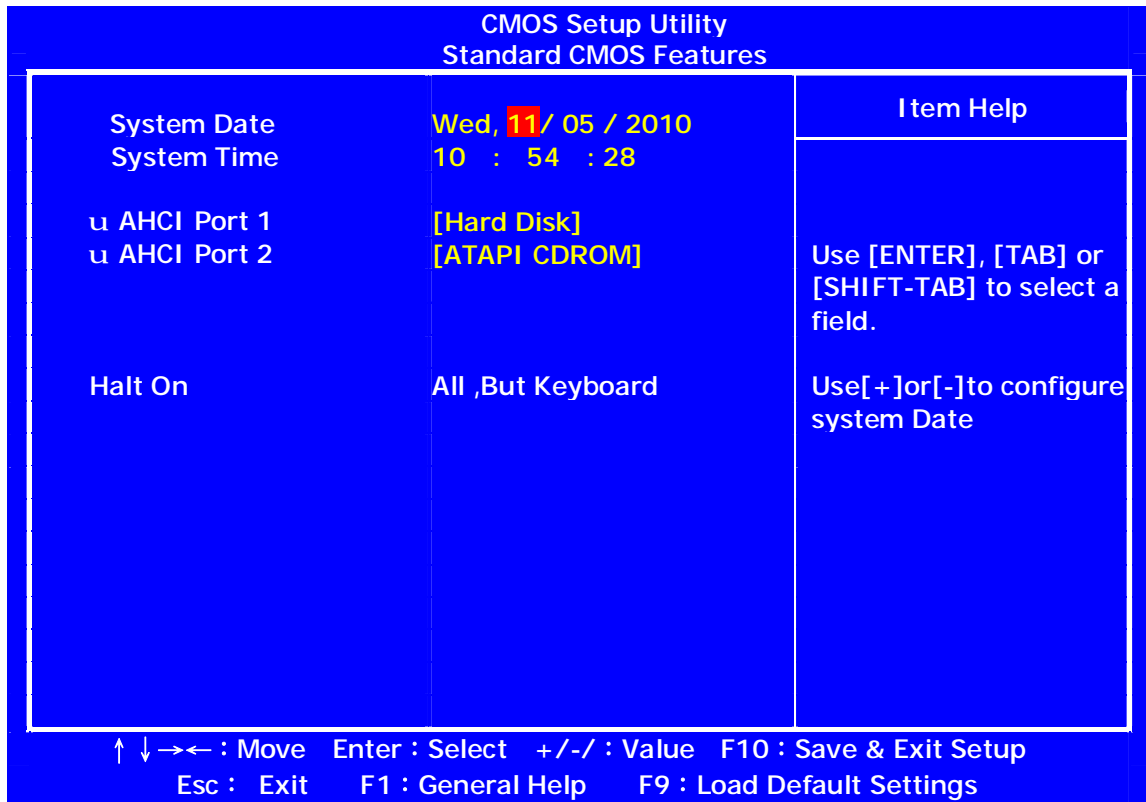 CMOS Setup Utility
Standard CMOS Features
System Date Wed, 11/ 05 / 2010
System Time 10 : 54 : 28
u AHCI Port 1 [Hard Disk]
u AHCI Port 2 [ATAPI CDROM]
Halt On All ,But Keyboard
Item Help
Use [ENTER], [TAB] or
[SHIFT-TAB] to select a
field.
Use[+]or[-]to configure
system Date
↑↓→←：Move Enter：Select +/-/：Value F10：Save & Exit Setup
Esc： Exit F1：General Help F9：Load Default Settings